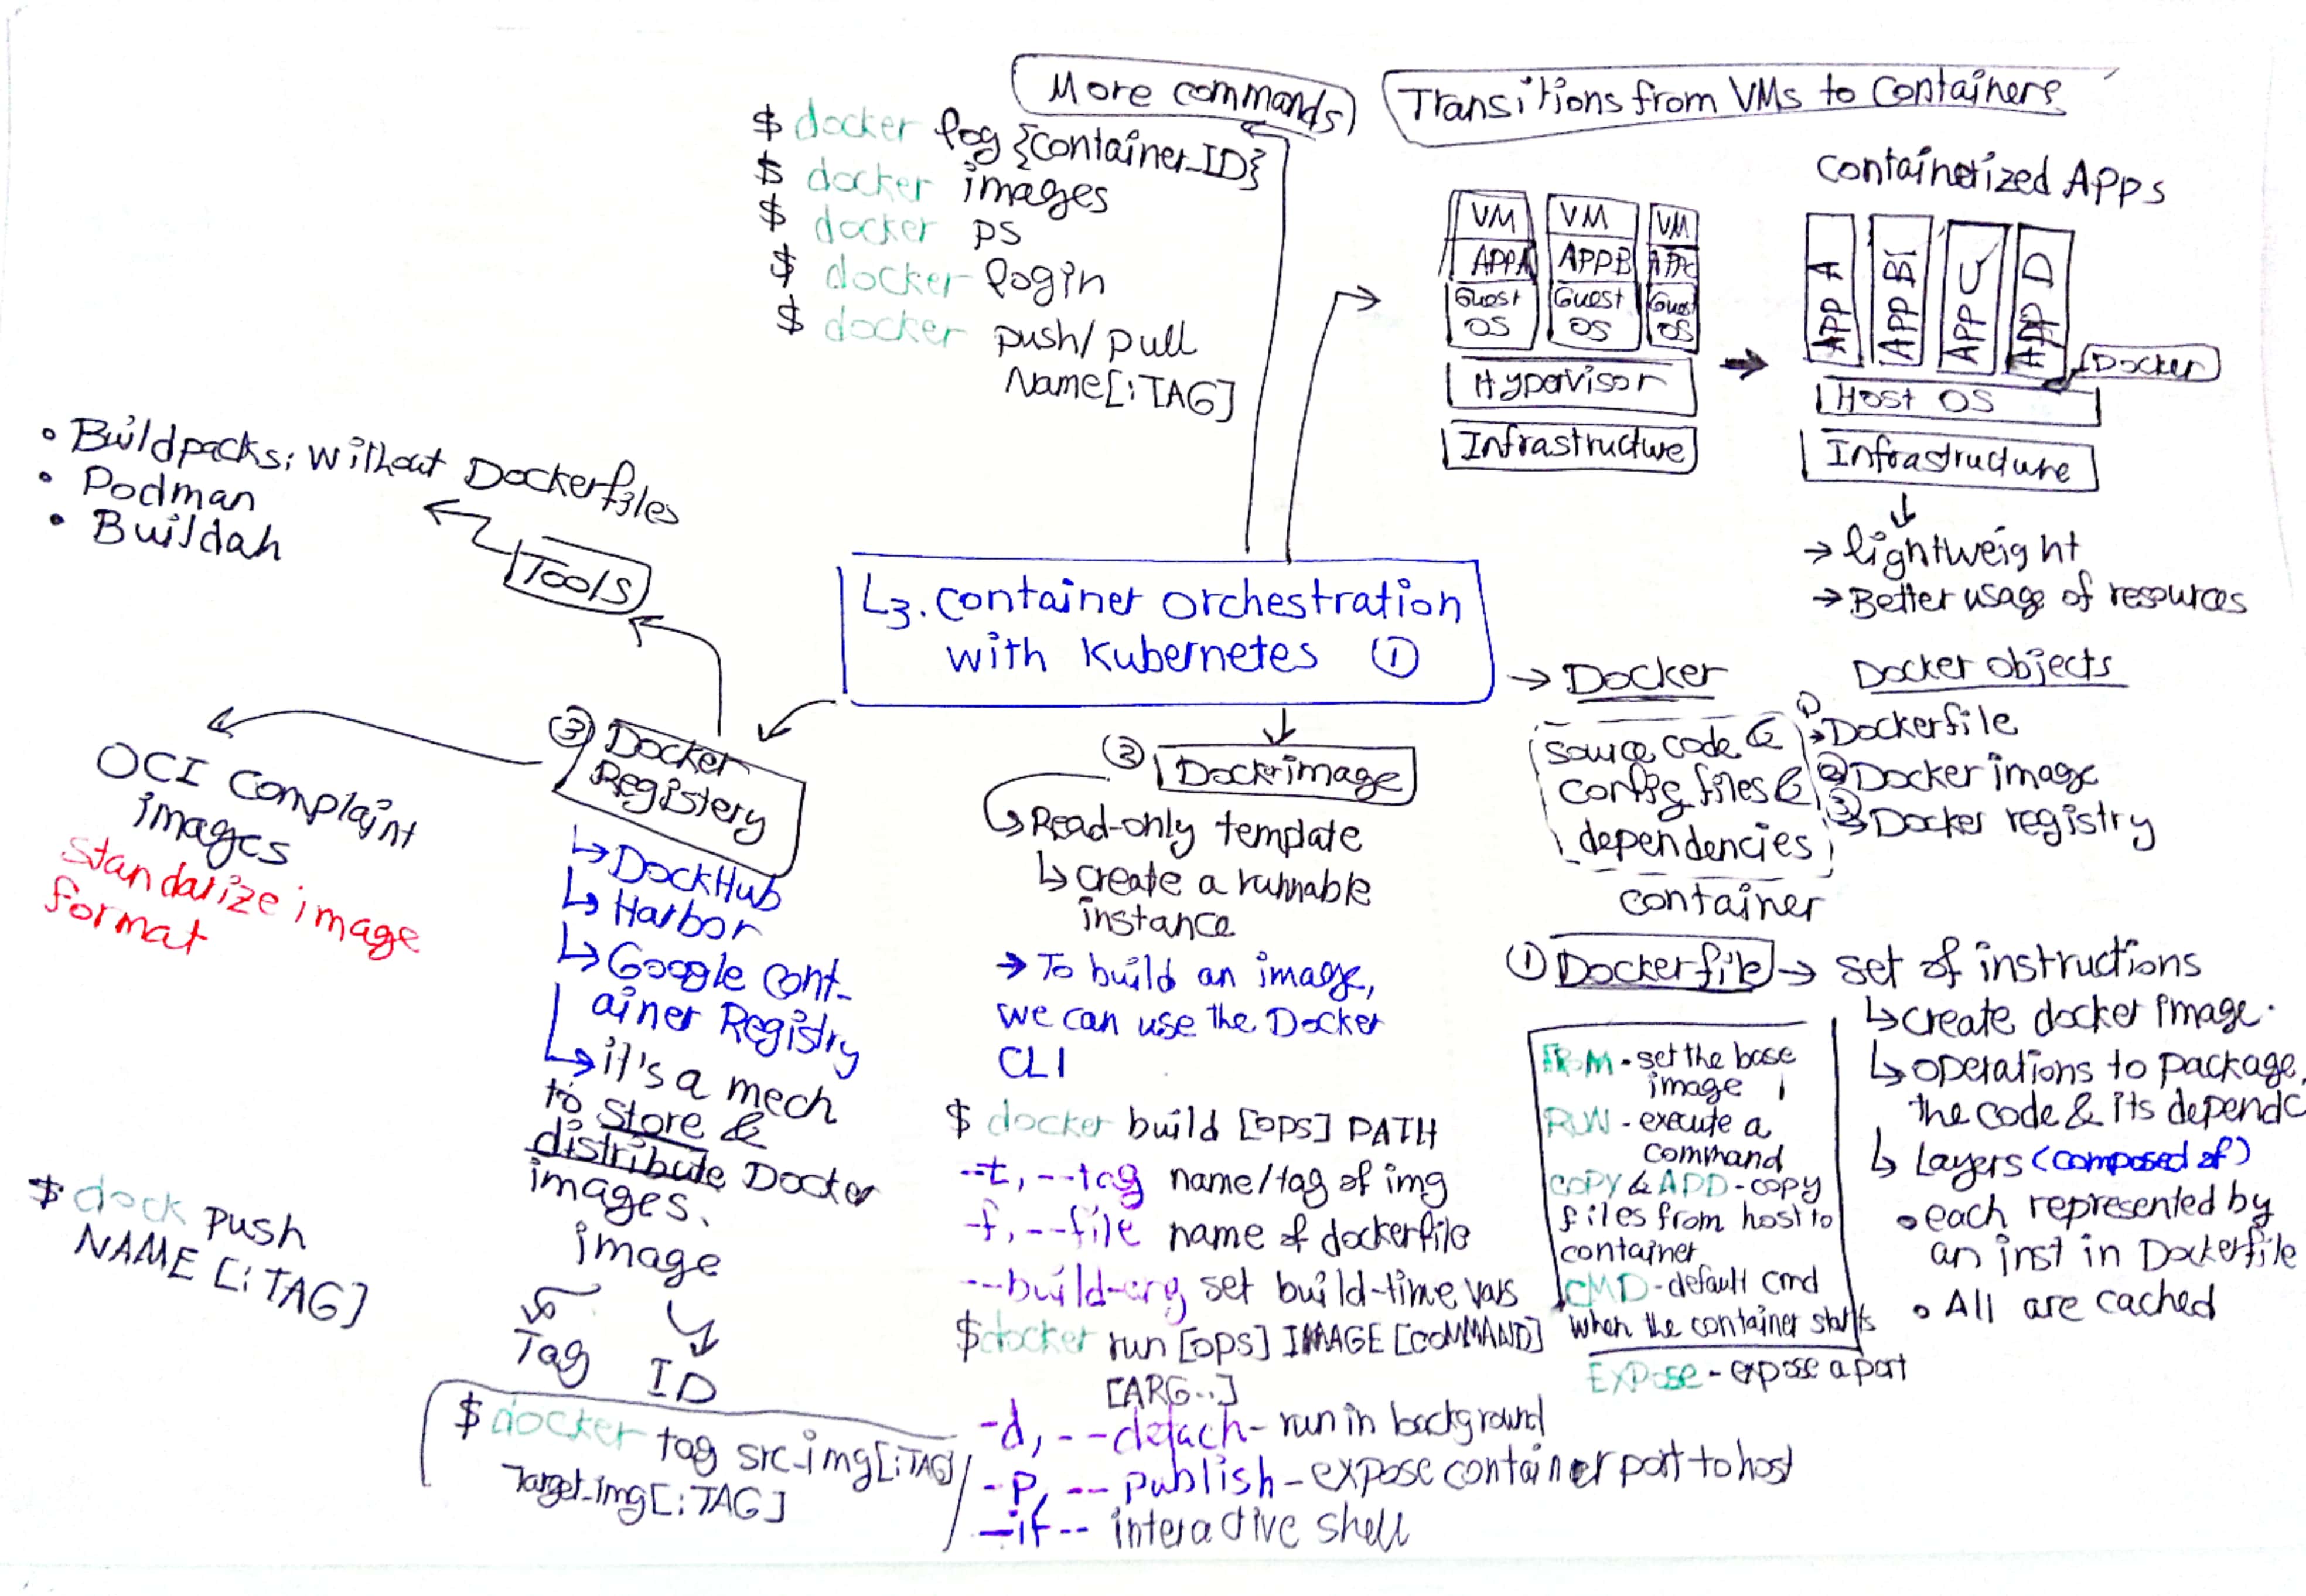 More commands
$ docker log {Container_ID}
$ docker images
$ docker ps
$ docker login
$ docker push/pull
Name[:TAG]
Transitions from VMs to Containers
VM VM VM
APPA APPB APPC
Guest Guest Guest
OS OS OS
Hypervisor
Infrastructure
Containerized Apps
APP A
APP B
APP C
APP D
Docker
Host OS
Infrastructure
→ lightweight
→ Better usage of resources
• Buildpacks: without Dockerfiles
• Podman
• Buildah
Tools
L3. Container orchestration
with Kubernetes ①
→ Docker
source code &
config files &
dependencies
container
Docker objects
① Dockerfile
② Docker image
③ Docker registry
① Dockerfile → set of instructions
↳ create docker image.
↳ operations to package
the code & its dependc
↳ Layers (composed of)
• each represented by
an inst in Dockerfile
• All are cached
FROM - set the base
image
RUN - execute a
command
COPY & ADD - copy
files from host to
container
CMD - default cmd
when the container starts
EXPOSE - expose a port
② Dockrimage
↳ Read-only template
↳ create a runnable
instance
→ To build an image,
we can use the Docker
CLI
$ docker build [ops] PATH
--t, --tag name/tag of img
-f, --file name of dockerfile
--build-arg set build-time vars
$ docker run [ops] IMAGE [COMMAND]
[ARG..]
-d, --detach - run in background
-P, -- publish - expose container port to host
-it -- interactive shell
③ Docker
Registery
↳ DockHub
↳ Harbor
↳ Google cont-
ainer Registry
↳ it's a mech
to store &
distribute Docker
images.
image
Tag ID
$ docker tag src_img[:TAG]
Target_img[:TAG]
OCI Complaint
images
standarize image
format
$ dock push
NAME [:TAG]